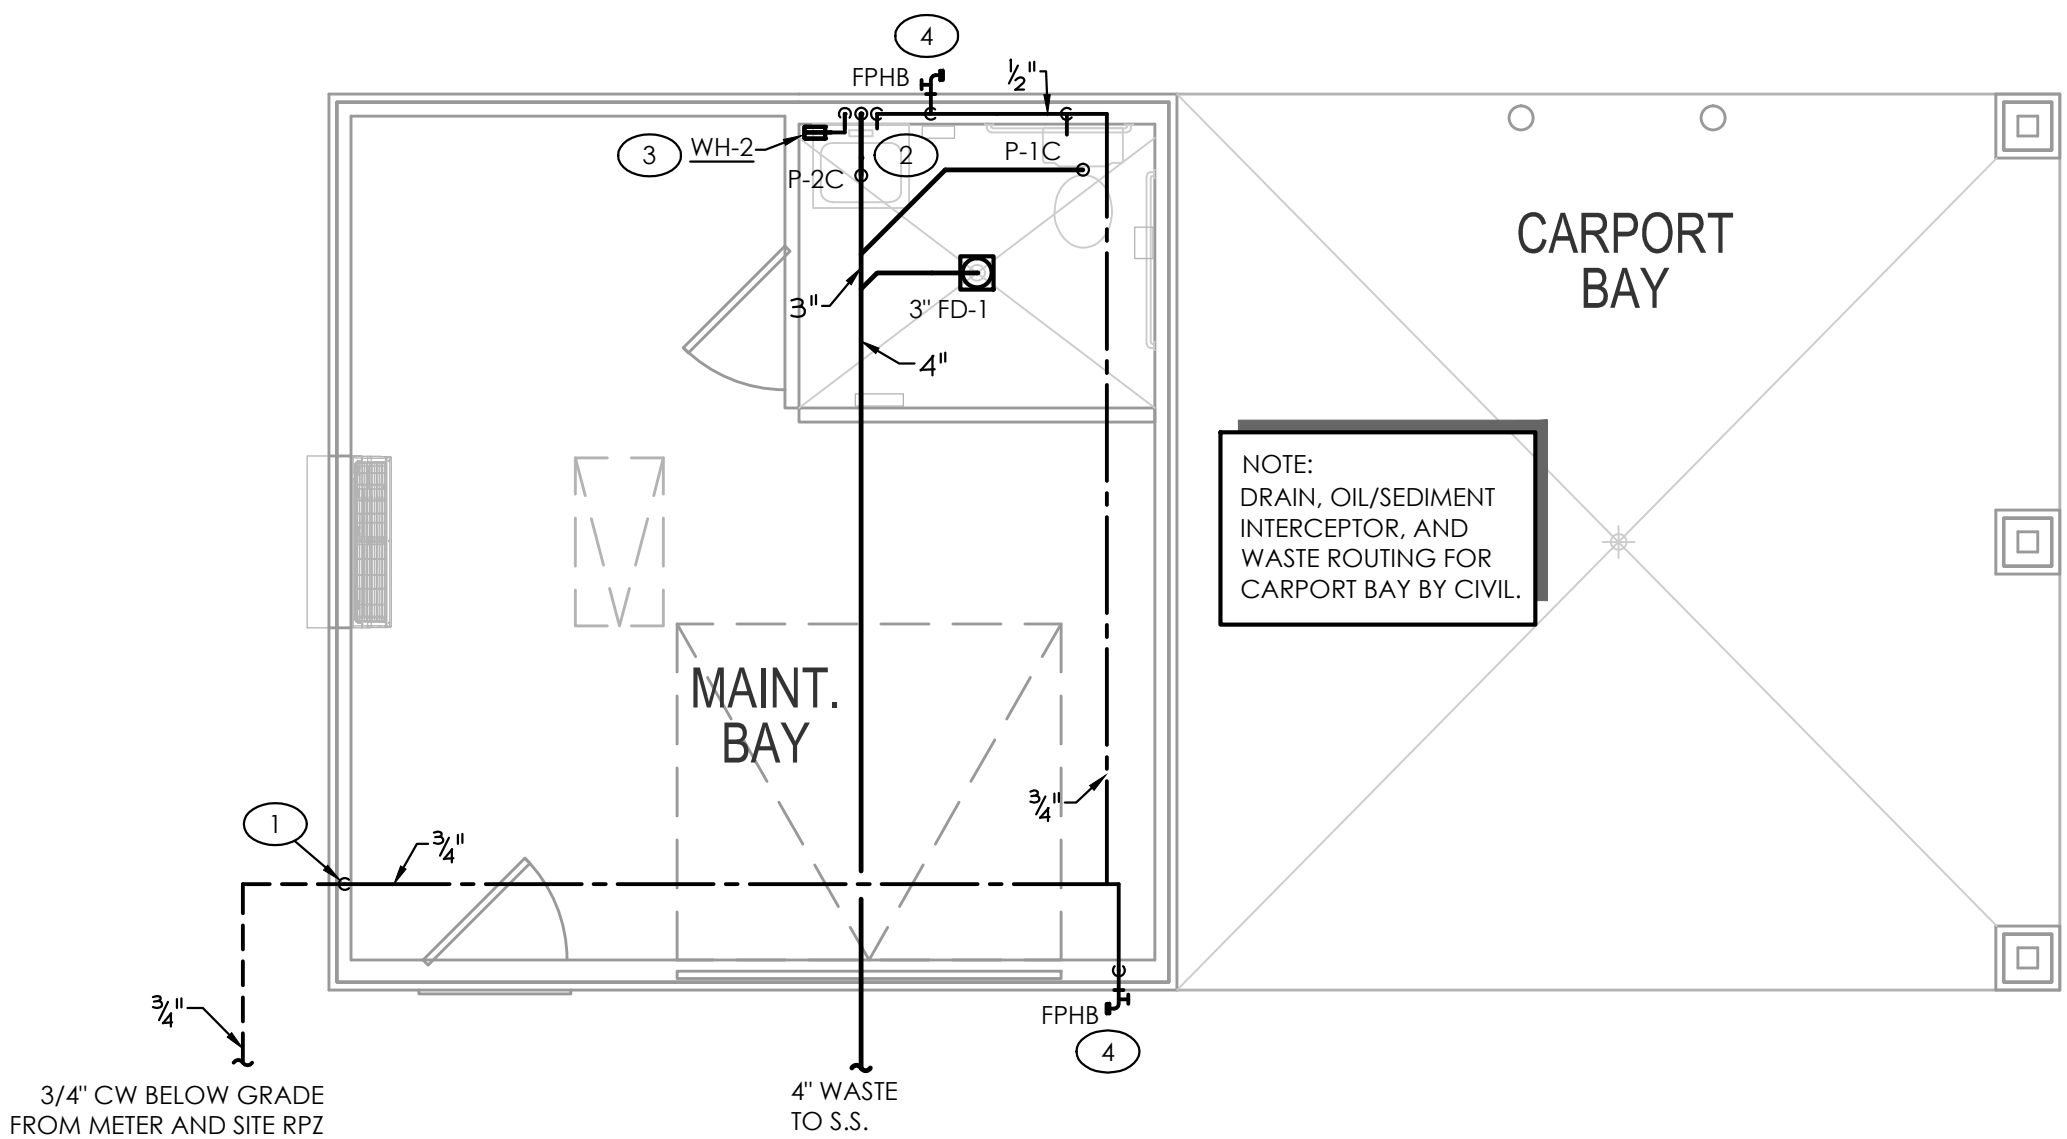 4
FPHB
1/2"
3
WH-2
2
P-1C
P-2C
CARPORT
BAY
3"
3" FD-1
4"
NOTE:
DRAIN, OIL/SEDIMENT
INTERCEPTOR, AND
WASTE ROUTING FOR
CARPORT BAY BY CIVIL.
MAINT.
BAY
3/4"
1
3/4"
3/4"
FPHB
4
3/4" CW BELOW GRADE
FROM METER AND SITE RPZ
4" WASTE
TO S.S.